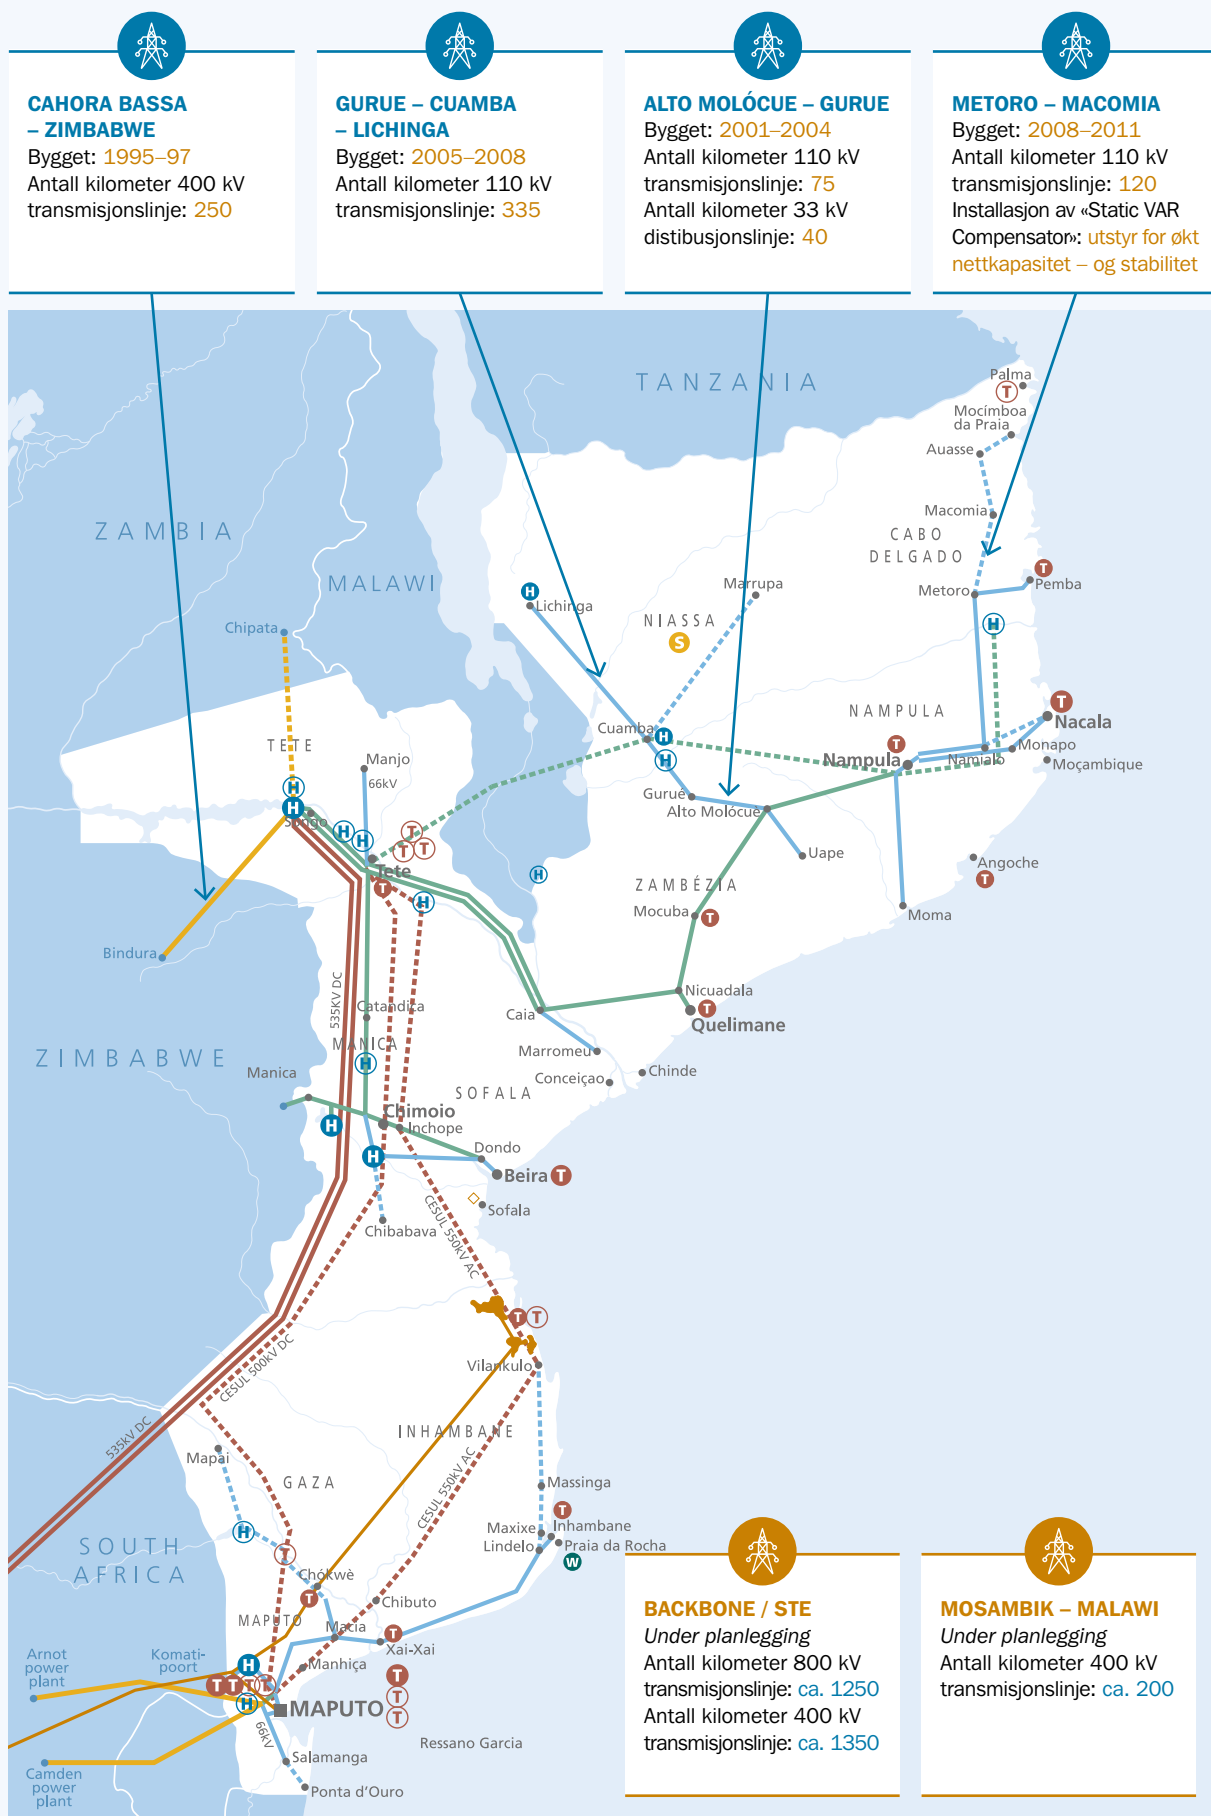 CAHORA BASSA
– ZIMBABWE
Bygget: 1995–97
Antall kilometer 400 kV
transmisjonslinje: 250
GURUE – CUAMBA
– LICHINGA
Bygget: 2005–2008
Antall kilometer 110 kV
transmisjonslinje: 335
ALTO MOLÓCUE – GURUE
Bygget: 2001–2004
Antall kilometer 110 kV
transmisjonslinje: 75
Antall kilometer 33 kV
distibusjonslinje: 40
METORO – MACOMIA
Bygget: 2008–2011
Antall kilometer 110 kV
transmisjonslinje: 120
Installasjon av «Static VAR
Compensator»: utstyr for økt
nettkapasitet – og stabilitet
TANZANIA
Palma
T
Mocímboa
da Praia
Auasse
Macomia
CABO
DELGADO
ZAMBIA
MALAWI
Metoro
T
Pemba
H
Lichinga
Marrupa
NIASSA
S
H
Chipata
NAMPULA
T
Nacala
Cuamba
H
H
T
Nampula
Namialo
Monapo
Moçambique
TETE
Manjo
66kV
H
H
Songo
H
H
T
T
T
Tete
T
H
Gurué
Alto Molócué
Uape
H
ZAMBÉZIA
Mocuba
T
Angoche
T
Moma
Bindura
535KV DC
Catandica
MANICA
H
Caia
Nicuadala
T
Quelimane
Marromeu
Conceiçao
Chinde
ZIMBABWE
Manica
SOFALA
H
Chimoio
Inchope
H
Dondo
Beira
T
Sofala
Chibabava
CESUL 550kV AC
T
T
Vilankulo
CESUL 500kV DC
535kV DC
INHAMBANE
Mapai
GAZA
CESUL 550kV AC
Massinga
T
Maxixe
Inhambane
Lindelo
Praia da Rocha
W
SOUTH
AFRICA
H
T
Chókwè
T
Chibuto
MAPUTO
Macia
T
Xai-Xai
Arnot
power
plant
Komati-
poort
H
Manhiça
T
T
T
T
H
T
T
T
MAPUTO
66kV
Ressano Garcia
Salamanga
Camden
power
plant
Ponta d’Ouro
BACKBONE / STE
Under planlegging
Antall kilometer 800 kV
transmisjonslinje: ca. 1250
Antall kilometer 400 kV
transmisjonslinje: ca. 1350
MOSAMBIK – MALAWI
Under planlegging
Antall kilometer 400 kV
transmisjonslinje: ca. 200